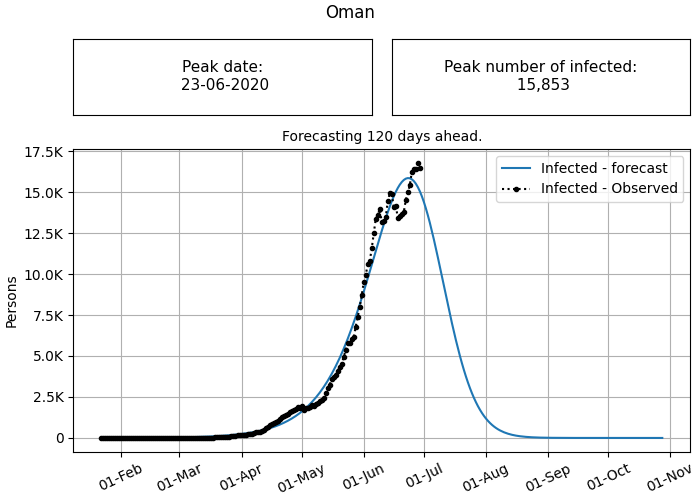 Oman
Peak date:
23-06-2020
Peak number of infected:
15,853
Forecasting 120 days ahead.
17.5K
15.0K
12.5K
10.0K
7.5K
5.0K
2.5K
0
Persons
Infected - forecast
Infected - Observed
01-Feb
01-Mar
01-Apr
01-May
01-Jun
01-Jul
01-Aug
01-Sep
01-Oct
01-Nov